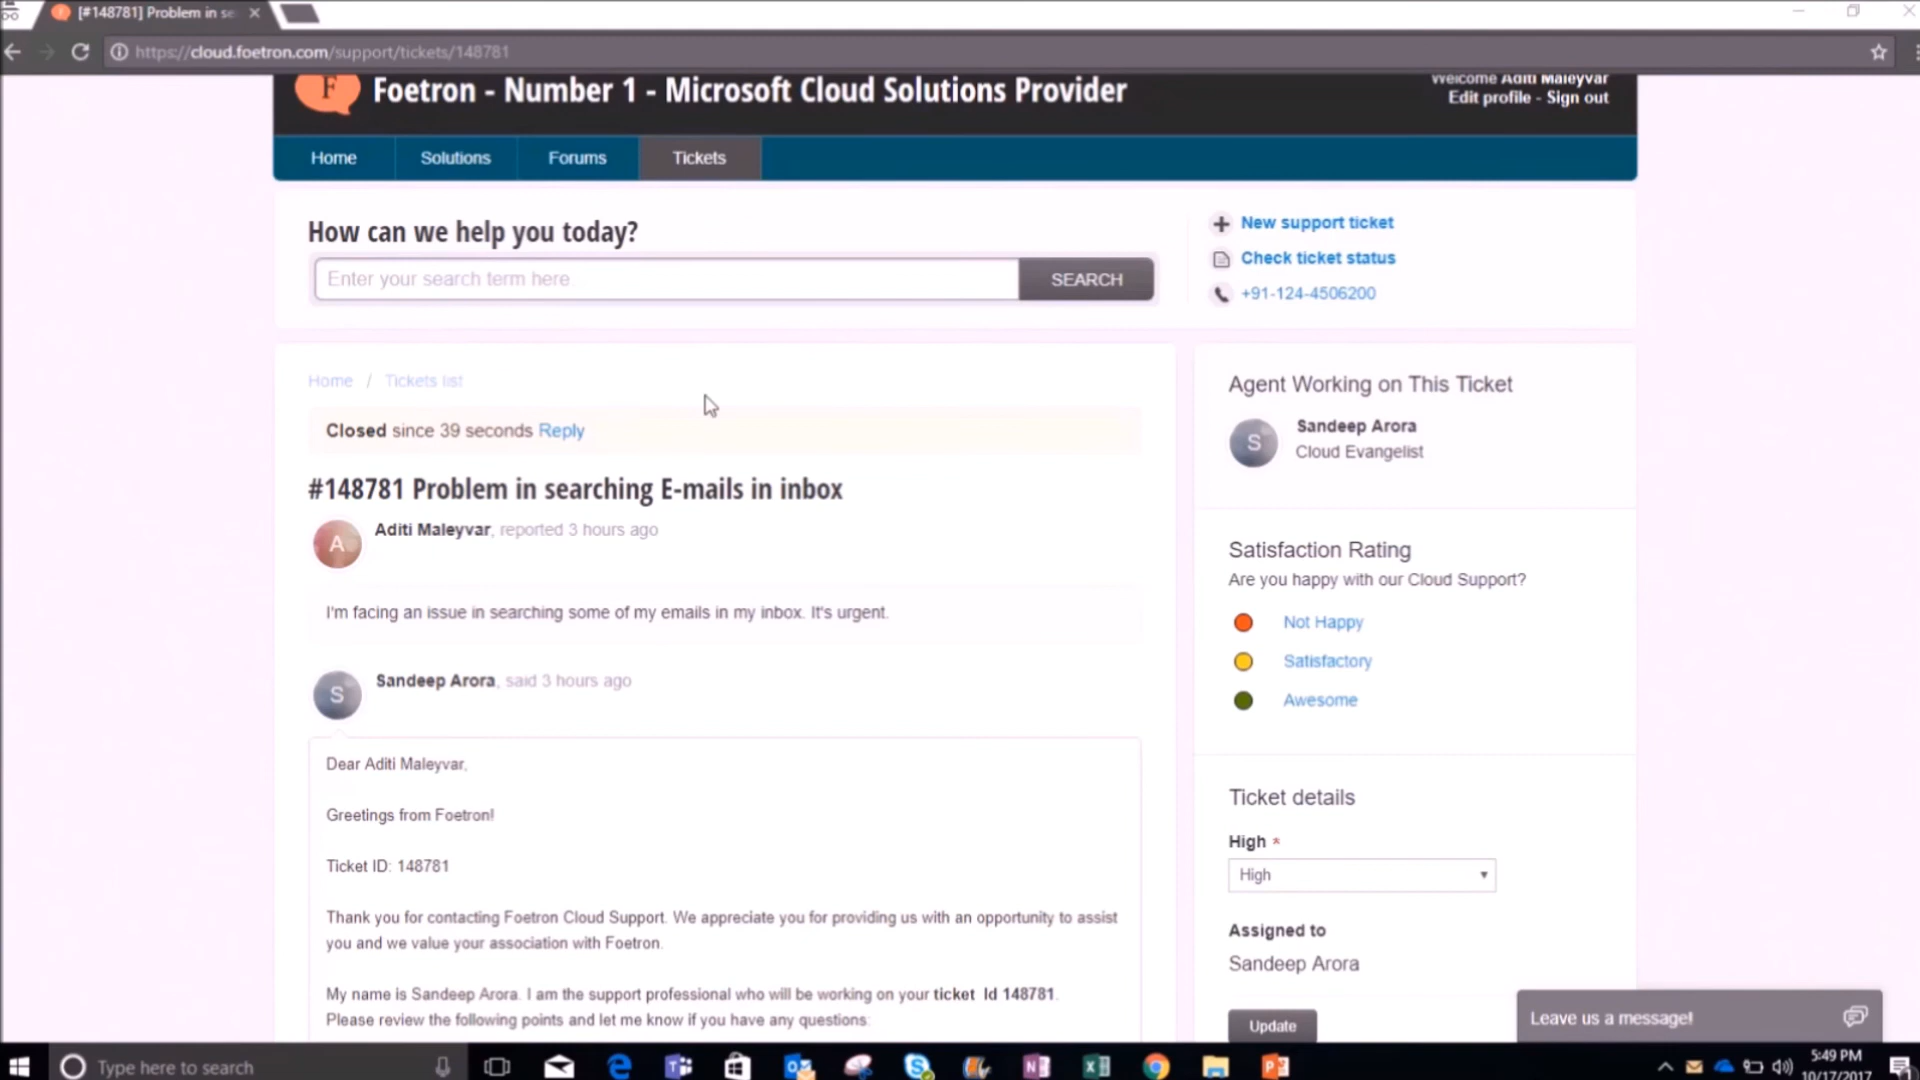 [#148781] Problem in se
https://cloud.foetron.com/support/tickets/148781
F
Foetron - Number 1 - Microsoft Cloud Solutions Provider
Welcome Aditi Maleyvar
Edit profile - Sign out
Home
Solutions
Forums
Tickets
How can we help you today?
Enter your search term here
SEARCH
New support ticket
Check ticket status
+91-124-4506200
Home / Tickets list
Closed since 39 seconds Reply
#148781 Problem in searching E-mails in inbox
A
Aditi Maleyvar, reported 3 hours ago
I'm facing an issue in searching some of my emails in my inbox. It's urgent.
S
Sandeep Arora, said 3 hours ago
Dear Aditi Maleyvar,
Greetings from Foetron!
Ticket ID: 148781
Thank you for contacting Foetron Cloud Support. We appreciate you for providing us with an opportunity to assist
you and we value your association with Foetron.
My name is Sandeep Arora. I am the support professional who will be working on your ticket Id 148781.
Please review the following points and let me know if you have any questions:
Agent Working on This Ticket
S
Sandeep Arora
Cloud Evangelist
Satisfaction Rating
Are you happy with our Cloud Support?
Not Happy
Satisfactory
Awesome
Ticket details
High *
High
Assigned to
Sandeep Arora
Update
Leave us a message!
Type here to search
5:49 PM
10/17/2017